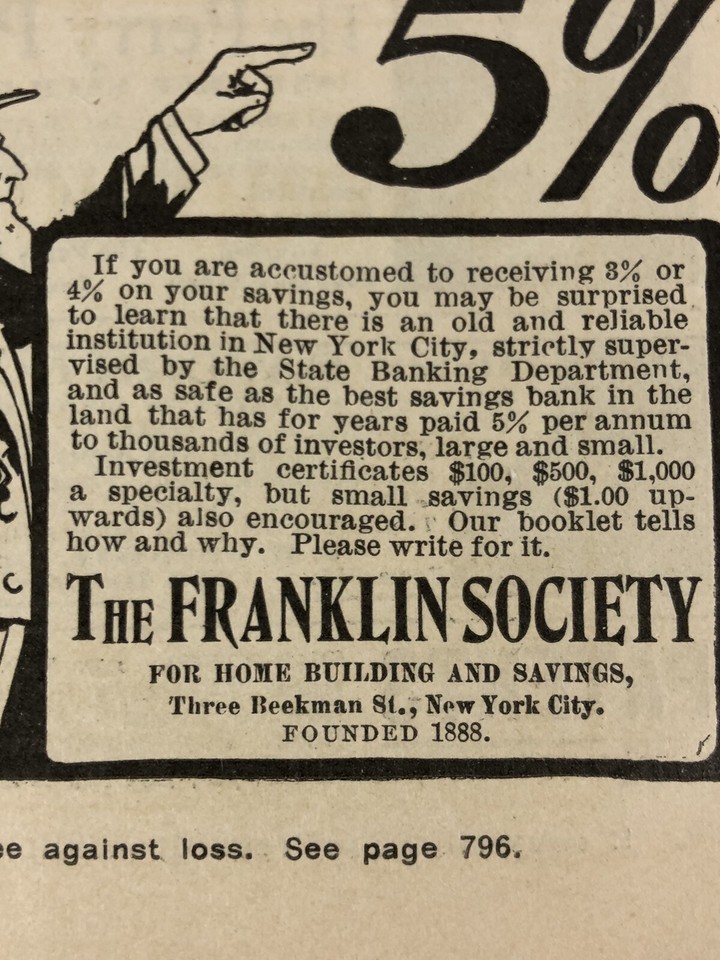 5%
If you are accustomed to receiving 3% or
4% on your savings, you may be surprised
to learn that there is an old and reliable
institution in New York City, strictly super-
vised by the State Banking Department,
and as safe as the best savings bank in the
land that has for years paid 5% per annum
to thousands of investors, large and small.
Investment certificates $100, $500, $1,000
a specialty, but small savings ($1.00 up-
wards) also encouraged. Our booklet tells
how and why. Please write for it.
THE FRANKLIN SOCIETY
FOR HOME BUILDING AND SAVINGS,
Three Beekman St., New York City.
FOUNDED 1888.
against loss. See page 796.